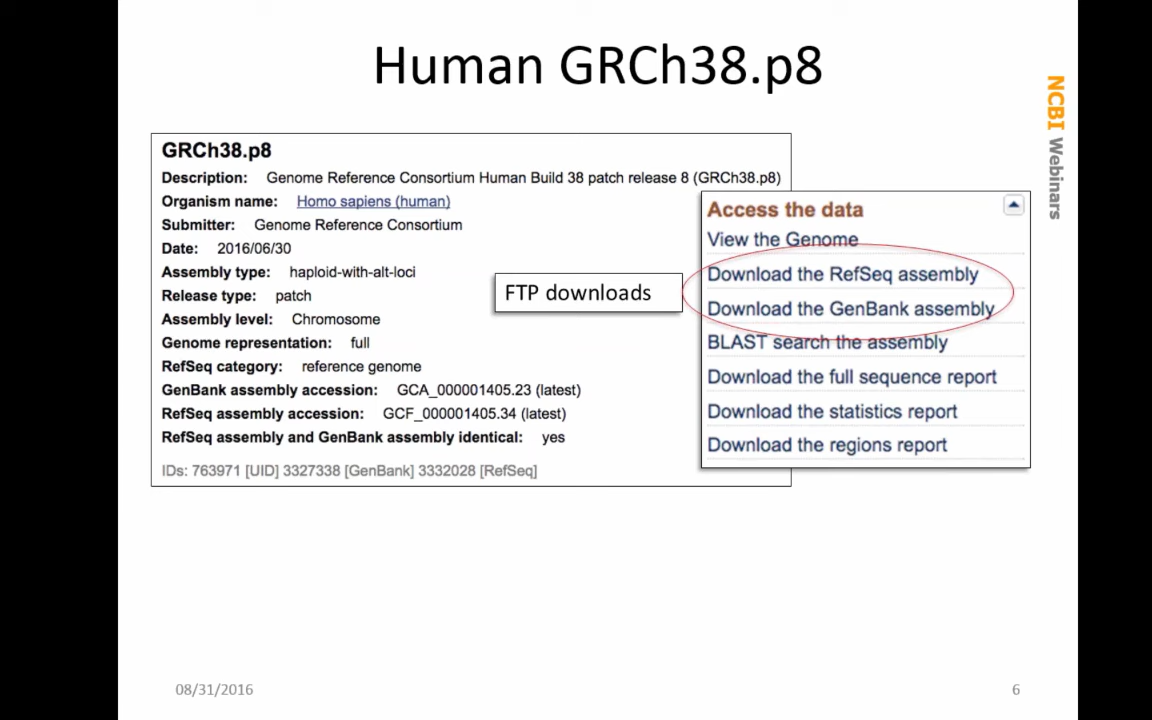 Human GRCh38.p8
NCBI Webinars
GRCh38.p8
Description: Genome Reference Consortium Human Build 38 patch release 8 (GRCh38.p8)
Organism name: Homo sapiens (human)
Submitter: Genome Reference Consortium
Date: 2016/06/30
Assembly type: haploid-with-alt-loci
Release type: patch
Assembly level: Chromosome
Genome representation: full
RefSeq category: reference genome
GenBank assembly accession: GCA_000001405.23 (latest)
RefSeq assembly accession: GCF_000001405.34 (latest)
RefSeq assembly and GenBank assembly identical: yes
IDs: 763971 [UID] 3327338 [GenBank] 3332028 [RefSeq]
FTP downloads
Access the data
View the Genome
Download the RefSeq assembly
Download the GenBank assembly
BLAST search the assembly
Download the full sequence report
Download the statistics report
Download the regions report
08/31/2016
6